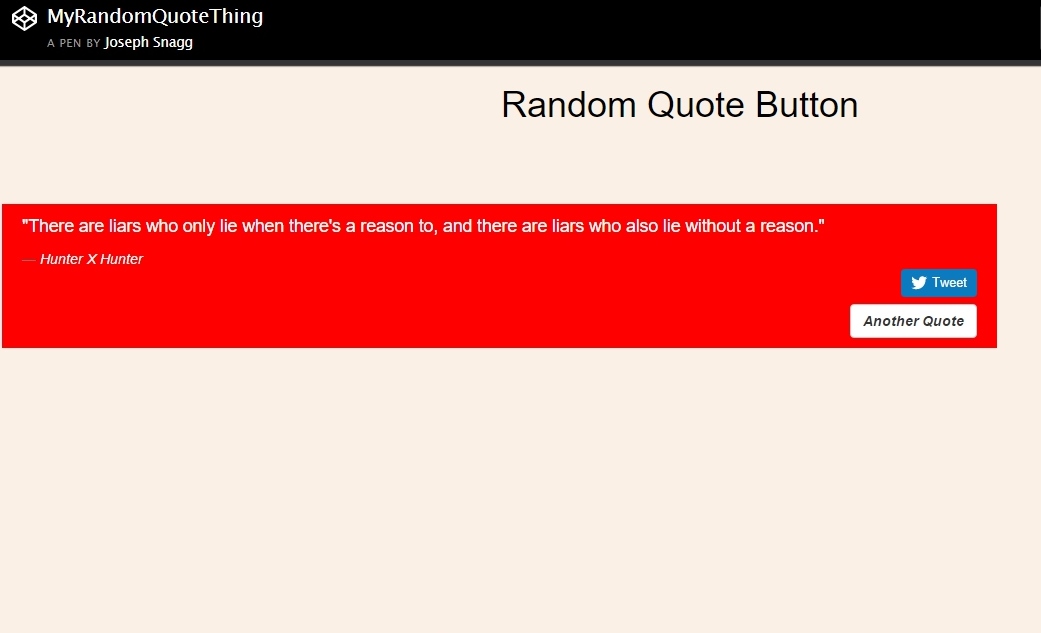 MyRandomQuoteThing
A PEN BY Joseph Snagg
Random Quote Button
"There are liars who only lie when there's a reason to, and there are liars who also lie without a reason."
— Hunter X Hunter
Tweet
Another Quote